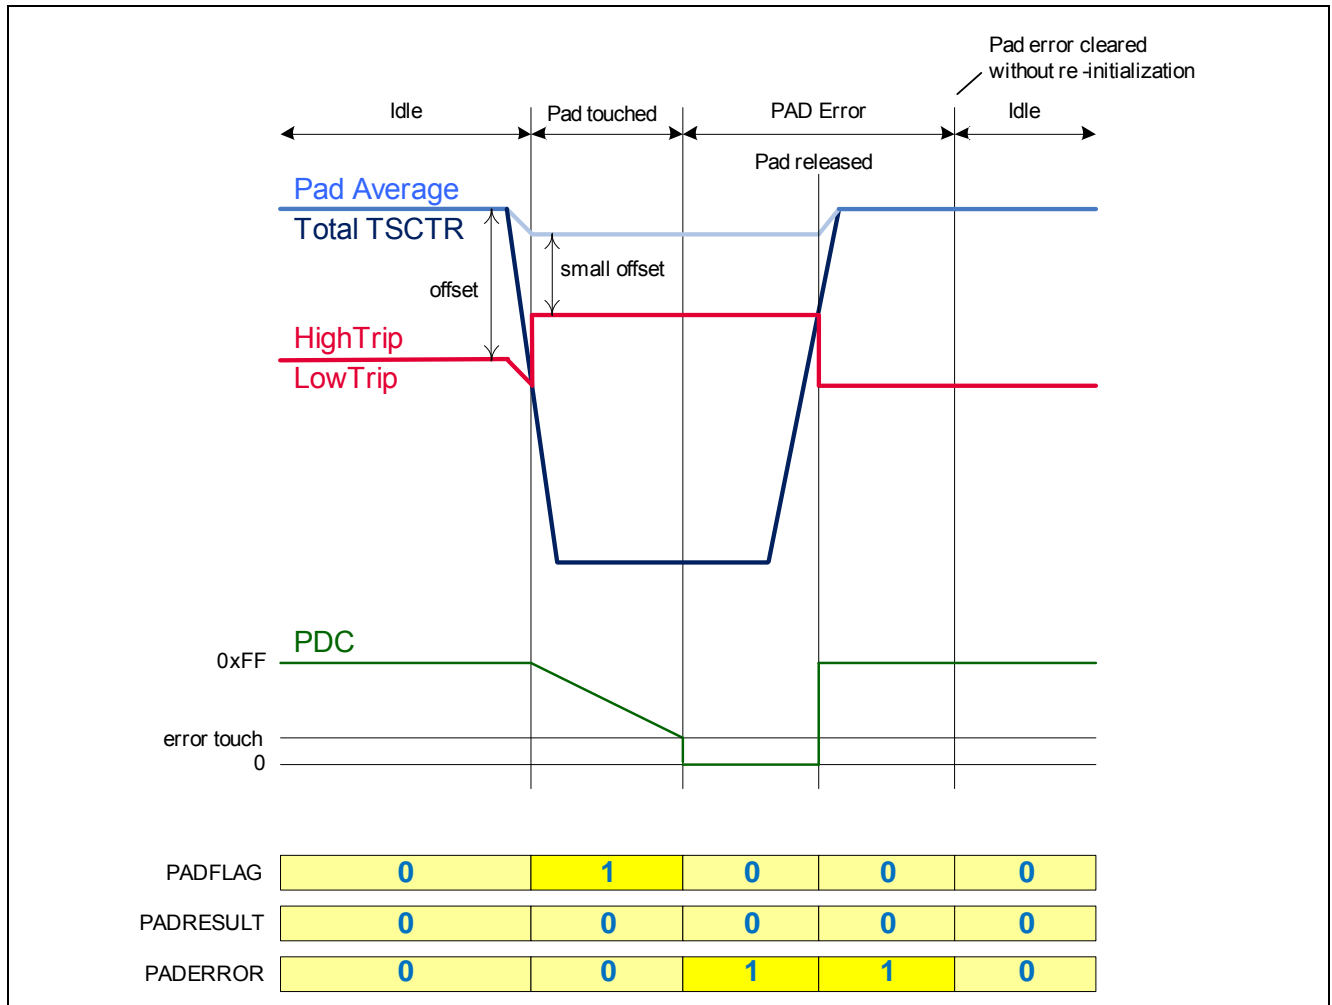 Pad error cleared
without re -initialization
Idle
Pad touched
PAD Error
Idle
Pad released
Pad Average
Total TSCTR
small offset
offset
HighTrip
LowTrip
PDC
0xFF
error touch
0
PADFLAG 0 1 0 0 0
PADRESULT 0 0 0 0 0
PADERROR 0 0 1 1 0